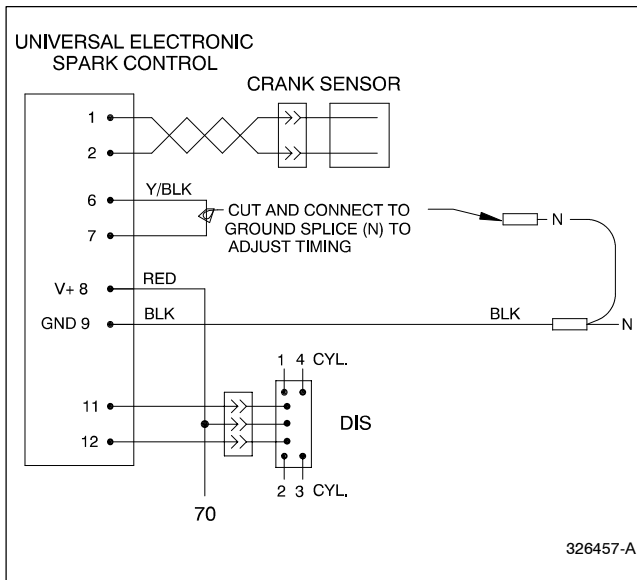 UNIVERSAL ELECTRONIC
SPARK CONTROL
CRANK SENSOR
1
2
6 Y/BLK
7
CUT AND CONNECT TO
GROUND SPLICE (N) TO
ADJUST TIMING
N
V+ 8 RED
GND 9 BLK BLK N
1 4 CYL.
11
12
DIS
2 3 CYL.
70
326457-A